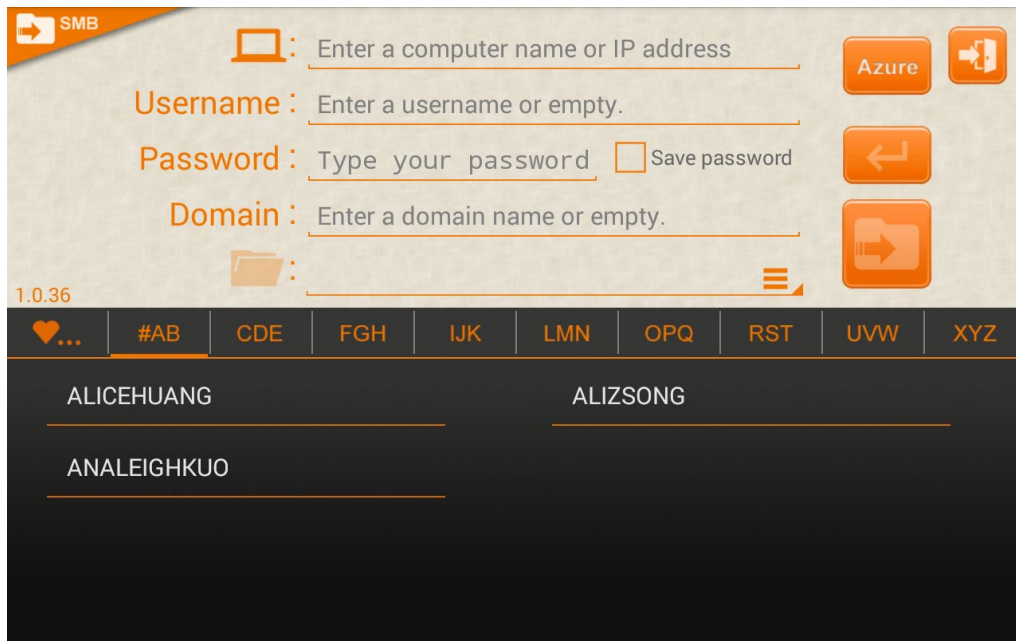 SMB
: Enter a computer name or IP address
Azure
Username : Enter a username or empty.
Password : Type your password
Save password
Domain : Enter a domain name or empty.
:
1.0.36
... #AB CDE FGH IJK LMN OPQ RST UVW XYZ
ALICEHUANG ALIZSONG
ANALEIGHKUO